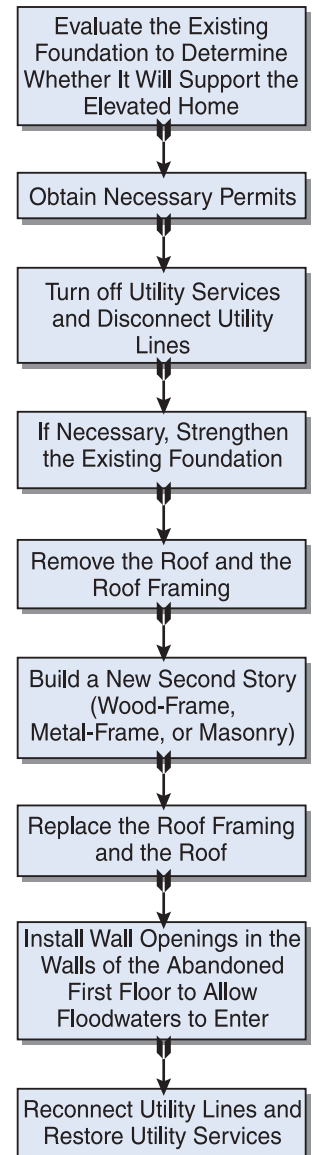 Evaluate the Existing
Foundation to Determine
Whether It Will Support the
Elevated Home
Obtain Necessary Permits
Turn off Utility Services
and Disconnect Utility
Lines
If Necessary, Strengthen
the Existing Foundation
Remove the Roof and the
Roof Framing
Build a New Second Story
(Wood-Frame,
Metal-Frame, or Masonry)
Replace the Roof Framing
and the Roof
Install Wall Openings in the
Walls of the Abandoned
First Floor to Allow
Floodwaters to Enter
Reconnect Utility Lines and
Restore Utility Services